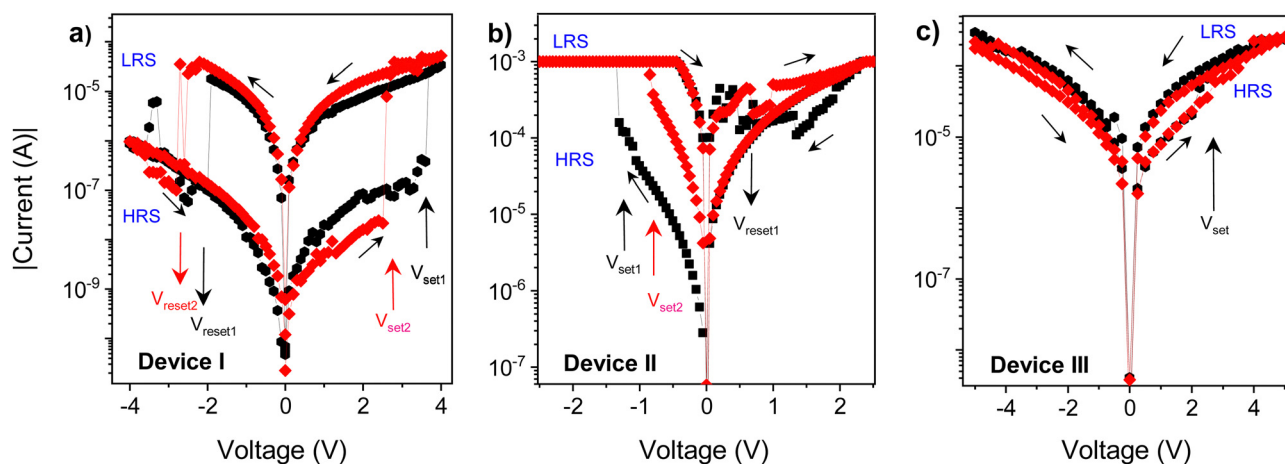 a)
LRS
HRS
V_reset2
V_reset1
V_set1
V_set2
Device I
10⁻⁵
10⁻⁷
10⁻⁹
-4 -2 0 2 4
Voltage (V)
|Current (A)|
b)
LRS
HRS
V_set1
V_set2
V_reset1
Device II
10⁻³
10⁻⁴
10⁻⁵
10⁻⁶
10⁻⁷
-2 -1 0 1 2
Voltage (V)
c)
LRS
HRS
V_set
Device III
10⁻⁵
10⁻⁷
-4 -2 0 2 4
Voltage (V)